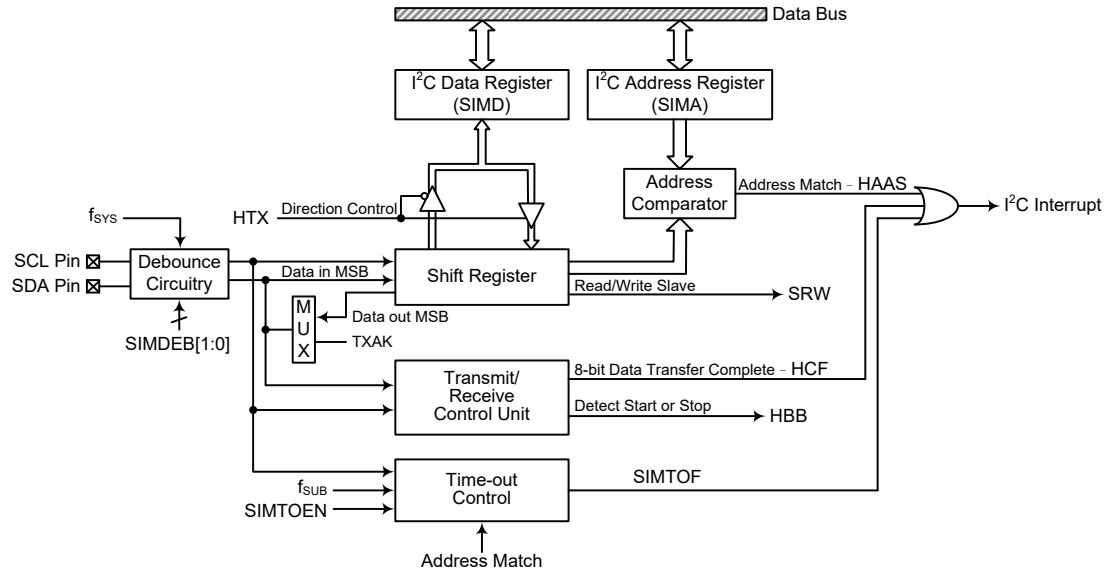 Data Bus
I²C Data Register
(SIMD)
I²C Address Register
(SIMA)
Address
Comparator
Address Match - HAAS
I²C Interrupt
HTX
Direction Control
fSYS
SCL Pin
SDA Pin
Debounce
Circuitry
SIMDEB[1:0]
Data in MSB
Shift Register
Read/Write Slave
SRW
M
U
X
Data out MSB
TXAK
Transmit/
Receive
Control Unit
8-bit Data Transfer Complete - HCF
Detect Start or Stop
HBB
Time-out
Control
SIMTOF
fSUB
SIMTOEN
Address Match